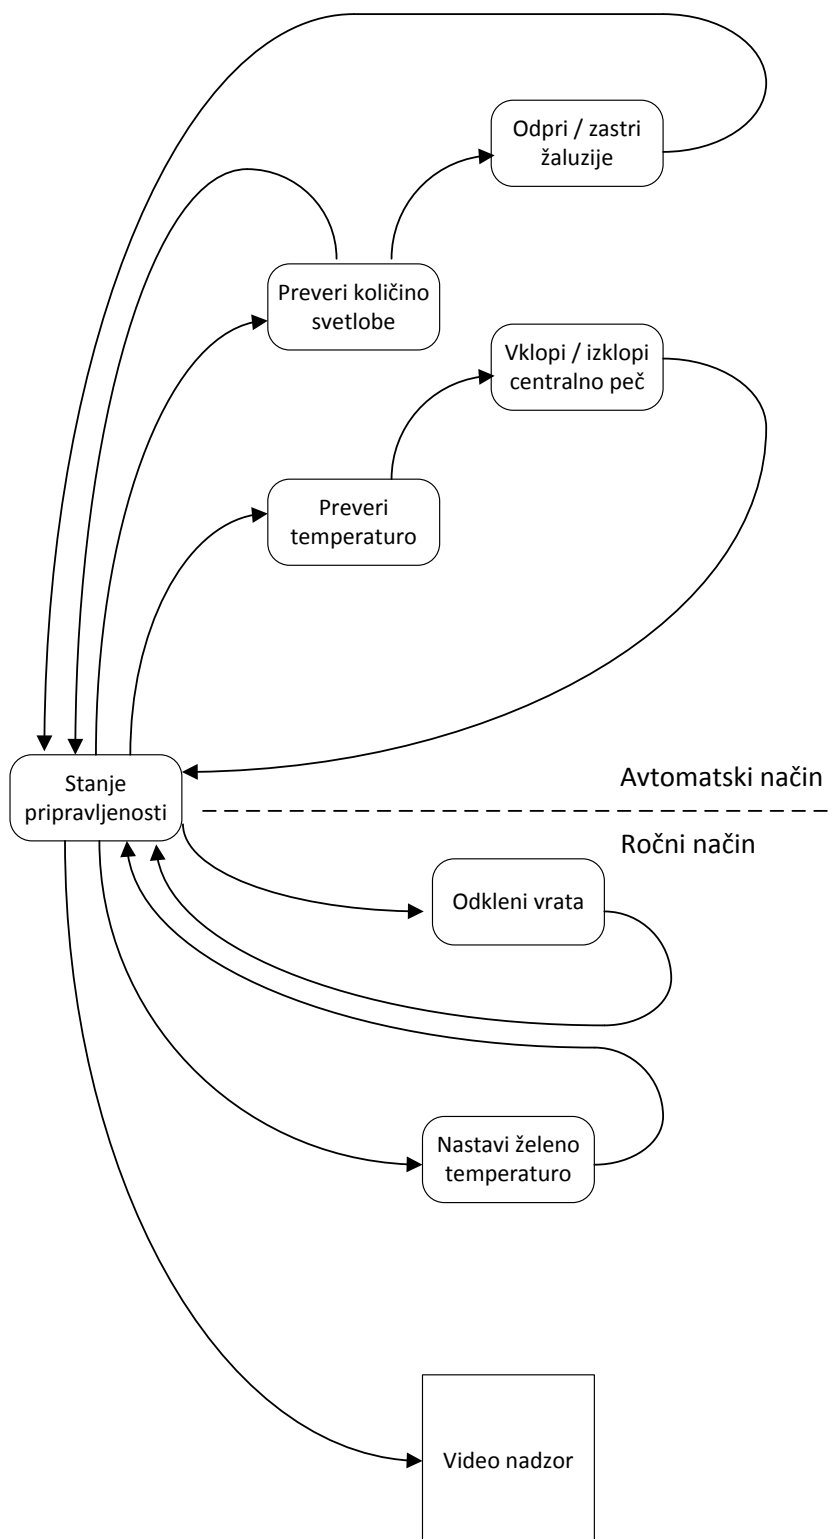 Odpri / zastri
žaluzije
Preveri količino
svetlobe
Vklopi / izklopi
centralno peč
Preveri
temperaturo
Stanje
pripravljenosti
Avtomatski način
Ročni način
Odkleni vrata
Nastavi želeno
temperaturo
Video nadzor